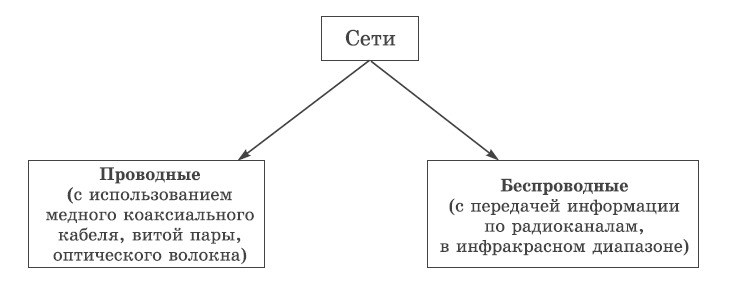 Сети
Проводные
(с использованием
медного коаксиального
кабеля, витой пары,
оптического волокна)
Беспроводные
(с передачей информации
по радиоканалам,
в инфракрасном диапазоне)